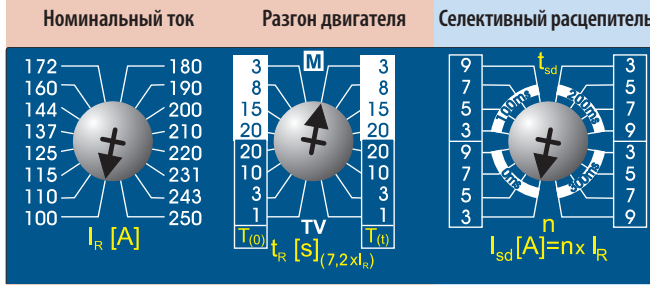 Номинальный ток
Разгон двигателя
Селективный расцепитель
172 180
160 190
144 200
137 210
125 220
115 231
110 243
100 250
I_R [A]
M
3 3
8 8
15 15
20 20
20 20
10 10
3 3
1 1
TV
T(0) T(t)
t_R [s] (7,2xI_R)
t_sd
9 3
7 5
5 7
3 9
9 3
7 5
5 7
3 9
100ms 200ms
0ms 300ms
n
I_sd[A]=nx I_R